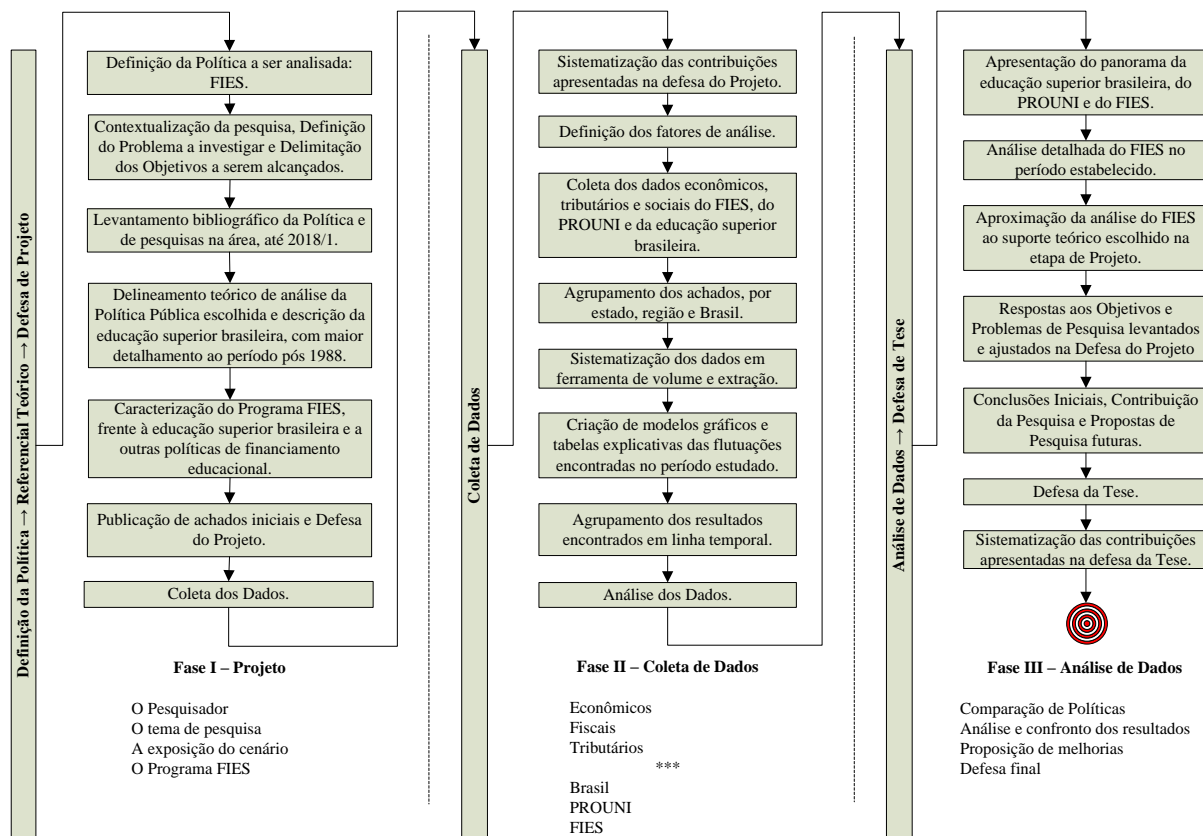 Definição da Política → Referencial Teórico → Defesa de Projeto
Definição da Política a ser analisada:
FIES.
Contextualização da pesquisa, Definição
do Problema a investigar e Delimitação
dos Objetivos a serem alcançados.
Levantamento bibliográfico da Política e
de pesquisas na área, até 2018/1.
Delineamento teórico de análise da
Política Pública escolhida e descrição da
educação superior brasileira, com maior
detalhamento ao período pós 1988.
Caracterização do Programa FIES,
frente à educação superior brasileira e a
outras políticas de financiamento
educacional.
Publicação de achados iniciais e Defesa
do Projeto.
Coleta dos Dados.
Fase I – Projeto
O Pesquisador
O tema de pesquisa
A exposição do cenário
O Programa FIES
Coleta de Dados
Sistematização das contribuições
apresentadas na defesa do Projeto.
Definição dos fatores de análise.
Coleta dos dados econômicos,
tributários e sociais do FIES, do
PROUNI e da educação superior
brasileira.
Agrupamento dos achados, por
estado, região e Brasil.
Sistematização dos dados em
ferramenta de volume e extração.
Criação de modelos gráficos e
tabelas explicativas das flutuações
encontradas no período estudado.
Agrupamento dos resultados
encontrados em linha temporal.
Análise dos Dados.
Fase II – Coleta de Dados
Econômicos
Fiscais
Tributários
***
Brasil
PROUNI
FIES
Análise de Dados → Defesa de Tese
Apresentação do panorama da
educação superior brasileira, do
PROUNI e do FIES.
Análise detalhada do FIES no
período estabelecido.
Aproximação da análise do FIES
ao suporte teórico escolhido na
etapa de Projeto.
Respostas aos Objetivos e
Problemas de Pesquisa levantados
e ajustados na Defesa do Projeto
Conclusões Iniciais, Contribuição
da Pesquisa e Propostas de
Pesquisa futuras.
Defesa da Tese.
Sistematização das contribuições
apresentadas na defesa da Tese.
Fase III – Análise de Dados
Comparação de Políticas
Análise e confronto dos resultados
Proposição de melhorias
Defesa final